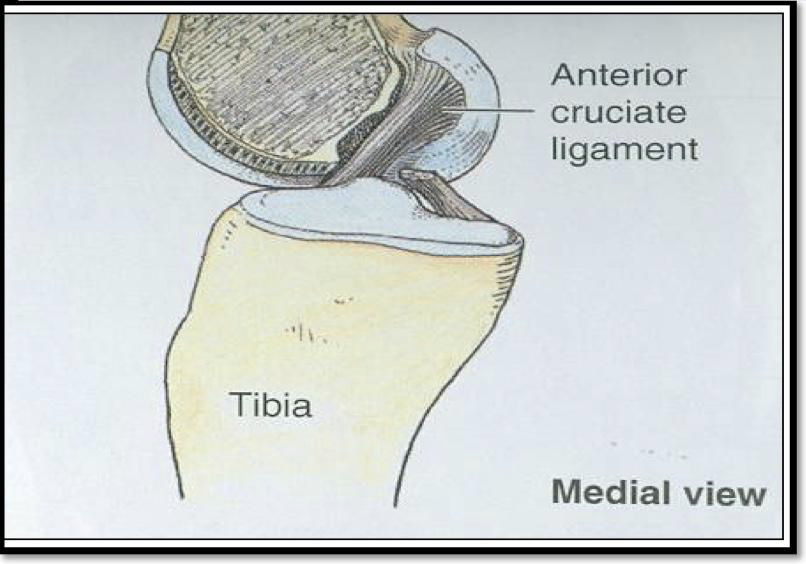 Anterior
cruciate
ligament
Tibia
Medial view